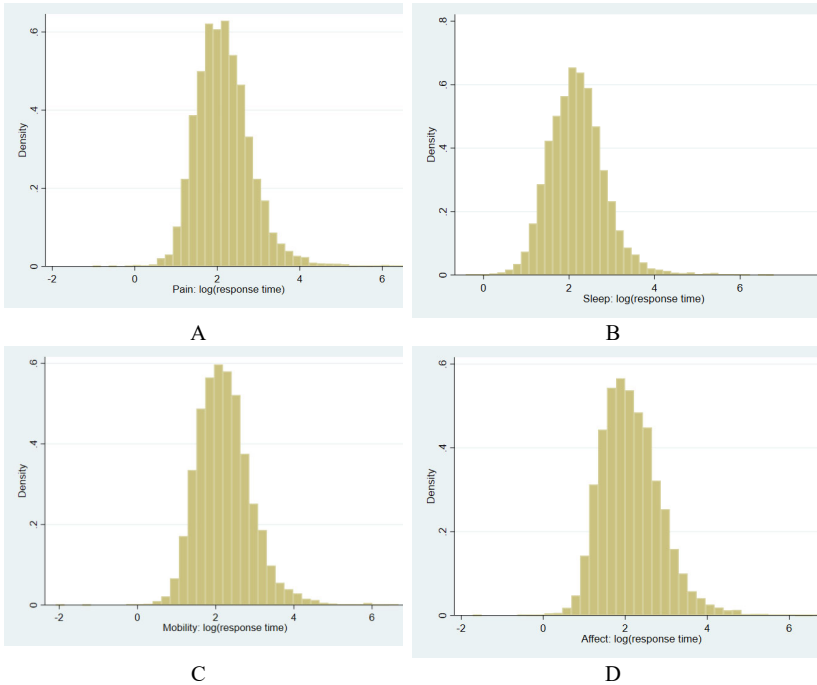 Density
0 .2 .4 .6
-2 0 2 4 6
Pain: log(response time)
A
Density
0 .2 .4 .6 .8
0 2 4 6
Sleep: log(response time)
B
Density
0 .2 .4 .6
-2 0 2 4 6
Mobility: log(response time)
C
Density
0 .2 .4 .6
-2 0 2 4 6
Affect: log(response time)
D